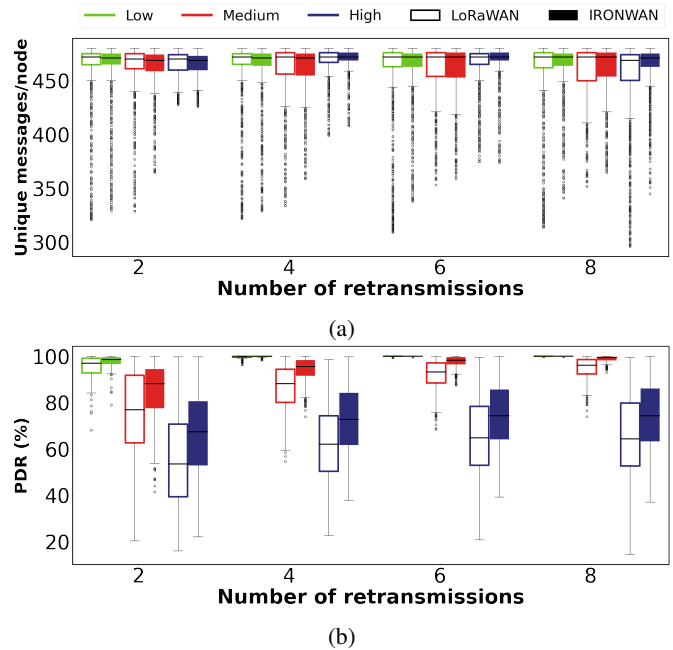 Low Medium High LoRaWAN IRONWAN
Unique messages/node
450
400
350
300
2 4 6 8
Number of retransmissions
(a)
PDR (%)
100
80
60
40
20
2 4 6 8
Number of retransmissions
(b)